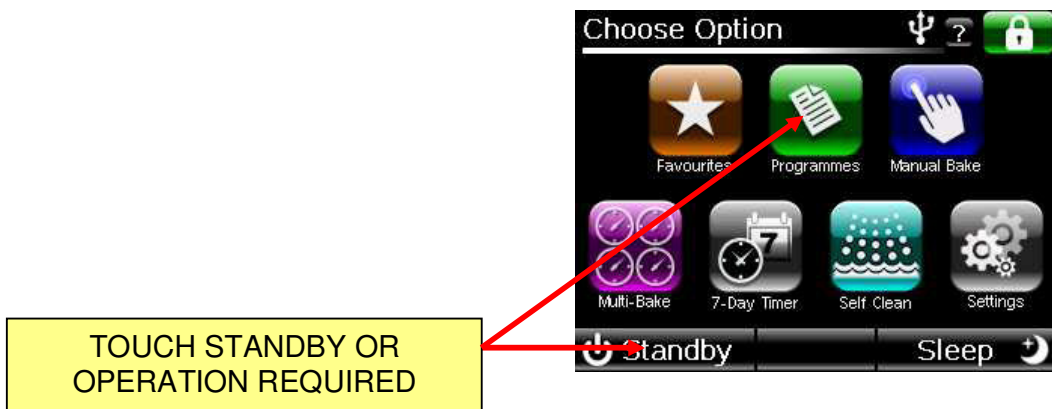 Choose Option ?
Favourites Programmes Manual Bake
7
Multi-Bake 7-Day Timer Self Clean Settings
Standby Sleep
TOUCH STANDBY OR
OPERATION REQUIRED